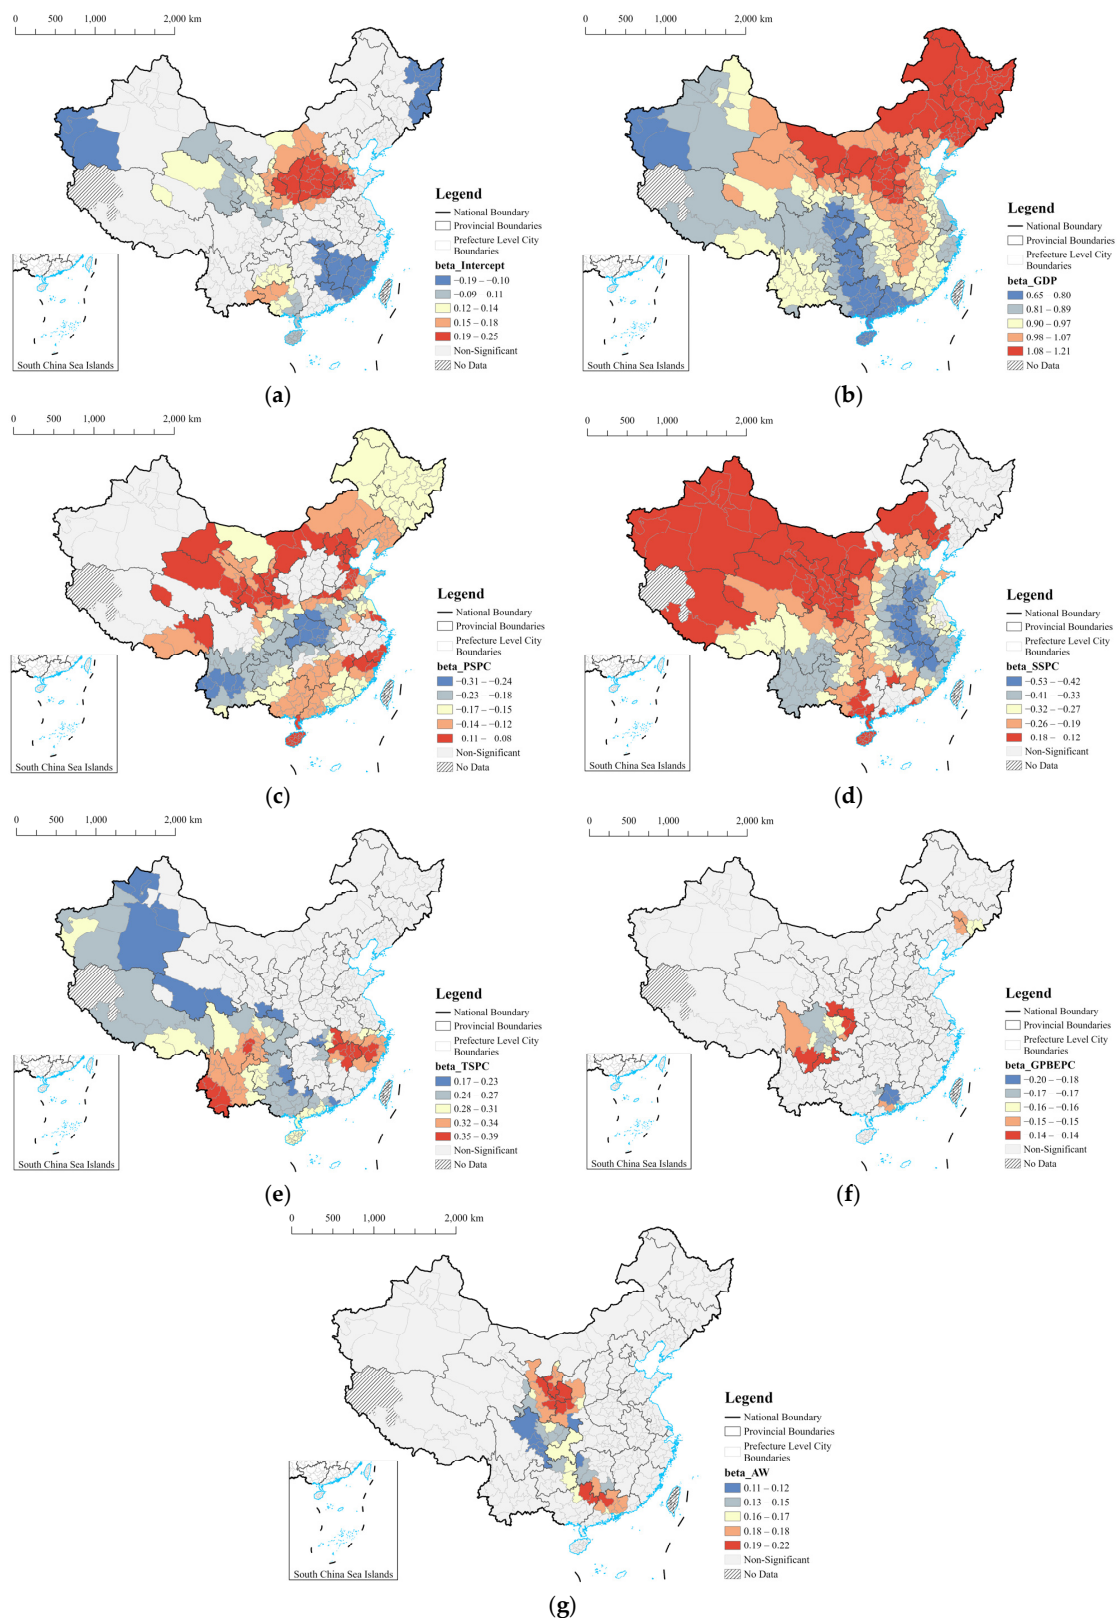 0 500 1,000 2,000 km
Legend
National Boundary
Provincial Boundaries
Prefecture Level City
Boundaries
beta_Intercept
−0.19 – −0.10
−0.09 0.11
0.12 – 0.14
0.15 – 0.18
0.19 – 0.25
Non-Significant
No Data
South China Sea Islands
(a)
0 500 1,000 2,000 km
Legend
National Boundary
Provincial Boundaries
Prefecture Level City
Boundaries
beta_GDP
0.65 0.80
0.81 – 0.89
0.90 – 0.97
0.98 – 1.07
1.08 – 1.21
No Data
South China Sea Islands
(b)
0 500 1,000 2,000 km
Legend
National Boundary
Provincial Boundaries
Prefecture Level City
Boundaries
beta_PSPC
−0.31 – −0.24
−0.23 – −0.18
−0.17 – −0.15
−0.14 – −0.12
0.11 – 0.08
Non-Significant
No Data
South China Sea Islands
(c)
0 500 1,000 2,000 km
Legend
National Boundary
Provincial Boundaries
Prefecture Level City
Boundaries
beta_SSPC
−0.53 – −0.42
−0.41 – −0.33
−0.32 – −0.27
−0.26 – −0.19
0.18 – 0.12
Non-Significant
No Data
South China Sea Islands
(d)
0 500 1,000 2,000 km
Legend
National Boundary
Provincial Boundaries
Prefecture Level City
Boundaries
beta_TSPC
0.17 – 0.23
0.24 0.27
0.28 – 0.31
0.32 – 0.34
0.35 – 0.39
Non-Significant
No Data
South China Sea Islands
(e)
0 500 1,000 2,000 km
Legend
National Boundary
Provincial Boundaries
Prefecture Level City
Boundaries
beta_GPBEPC
−0.20 – −0.18
−0.17 – −0.17
−0.16 – −0.16
−0.15 – −0.15
0.14 – 0.14
Non-Significant
No Data
South China Sea Islands
(f)
0 500 1,000 2,000 km
Legend
National Boundary
Provincial Boundaries
Prefecture Level City
Boundaries
beta_AW
0.11 – 0.12
0.13 0.15
0.16 – 0.17
0.18 – 0.18
0.19 – 0.22
Non-Significant
No Data
South China Sea Islands
(g)